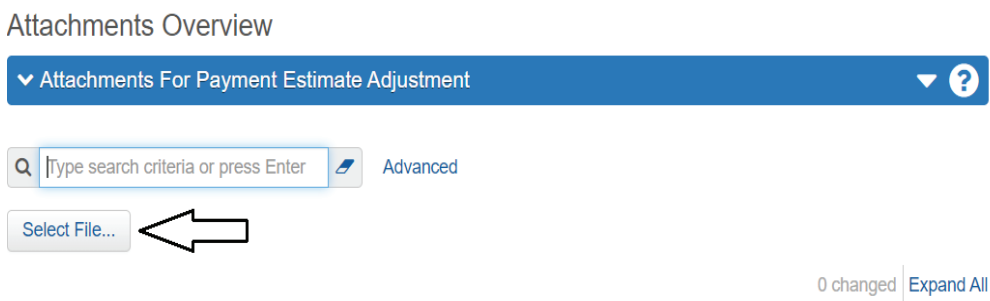 Attachments Overview
Attachments For Payment Estimate Adjustment
?
Type search criteria or press Enter Advanced
Select File...
0 changed Expand All